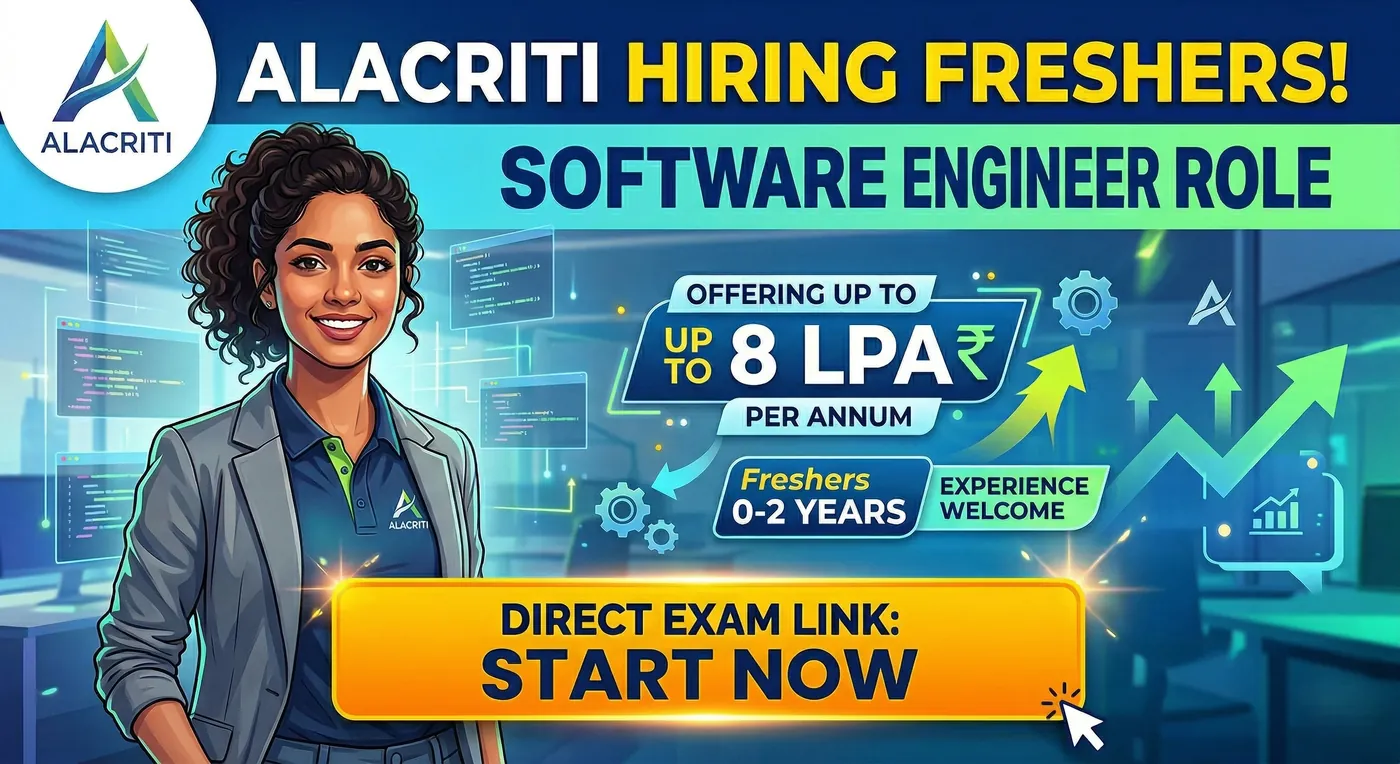 ALACRITI
ALACRITI HIRING FRESHERS!
SOFTWARE ENGINEER ROLE
OFFERING UP TO
UP TO 8 LPA ₹
PER ANNUM
Freshers
0-2 YEARS
EXPERIENCE
WELCOME
ALACRITI
DIRECT EXAM LINK:
START NOW